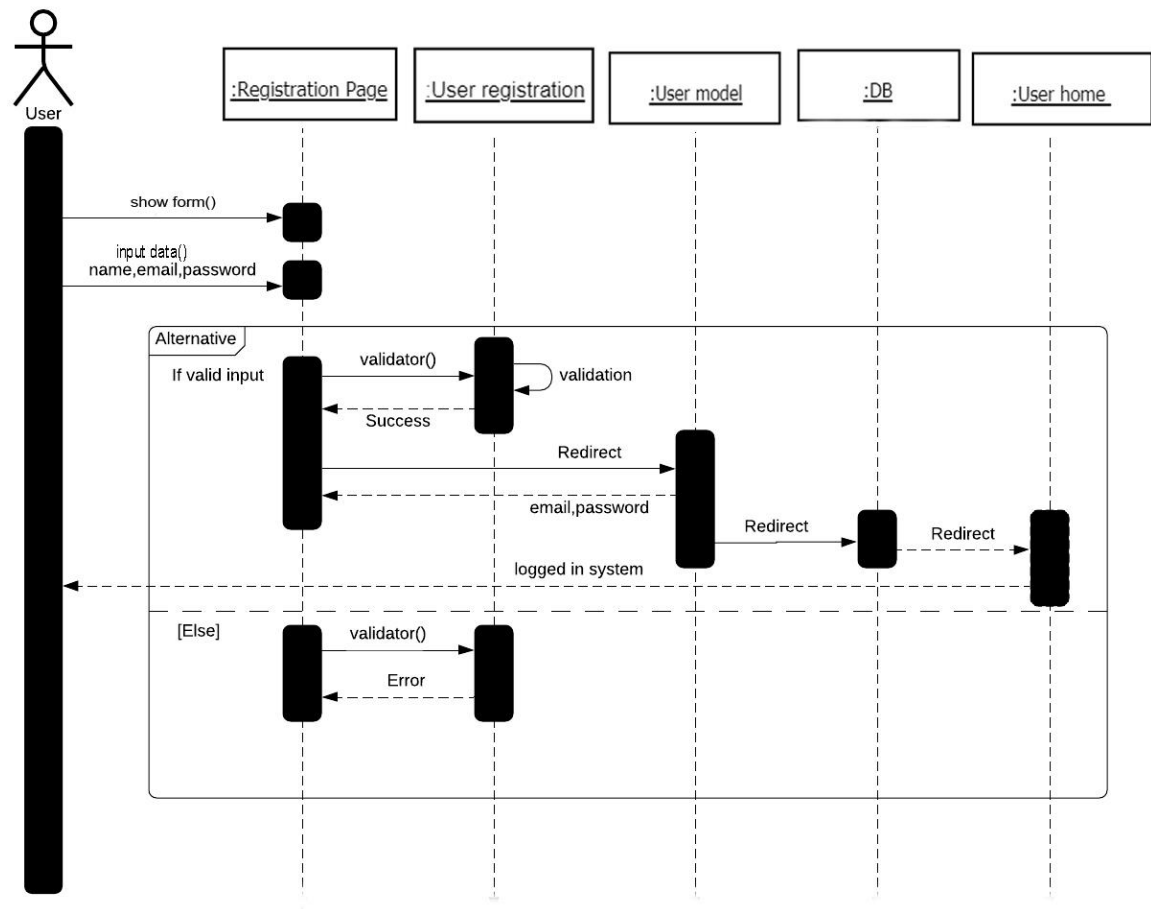 User
:Registration Page
:User registration
:User model
:DB
:User home
show form()
input data()
name,email,password
Alternative
If valid input
validator()
validation
Success
Redirect
email,password
Redirect
Redirect
logged in system
[Else]
validator()
Error